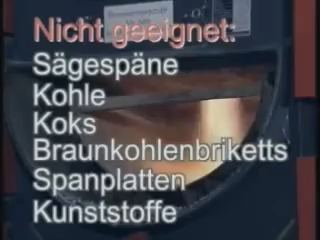 Nicht geeignet:
Sägespäne
Kohle
Koks
Braunkohlenbriketts
Spanplatten
Kunststoffe